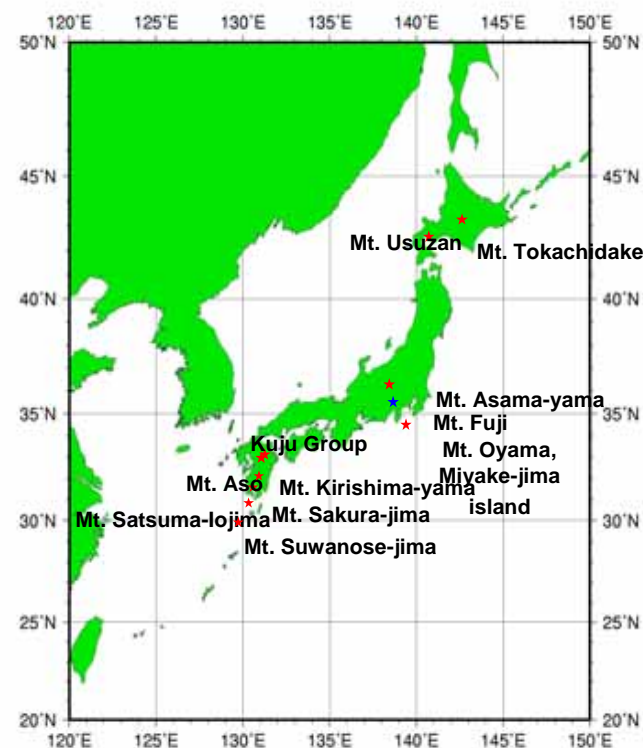 120°E 125°E 130°E 135°E 140°E 145°E 150°E
50°N 50°N
45°N 45°N
Mt. Usuzan
Mt. Tokachidake
40°N 40°N
Mt. Asama-yama
35°N 35°N
Mt. Fuji
Kuju Group
Mt. Oyama,
Miyake-jima
island
Mt. Aso
Mt. Kirishima-yama
Mt. Satsuma-Iojima
Mt. Sakura-jima
30°N 30°N
Mt. Suwanose-jima
25°N 25°N
20°N 20°N
120°E 125°E 130°E 135°E 140°E 145°E 150°E